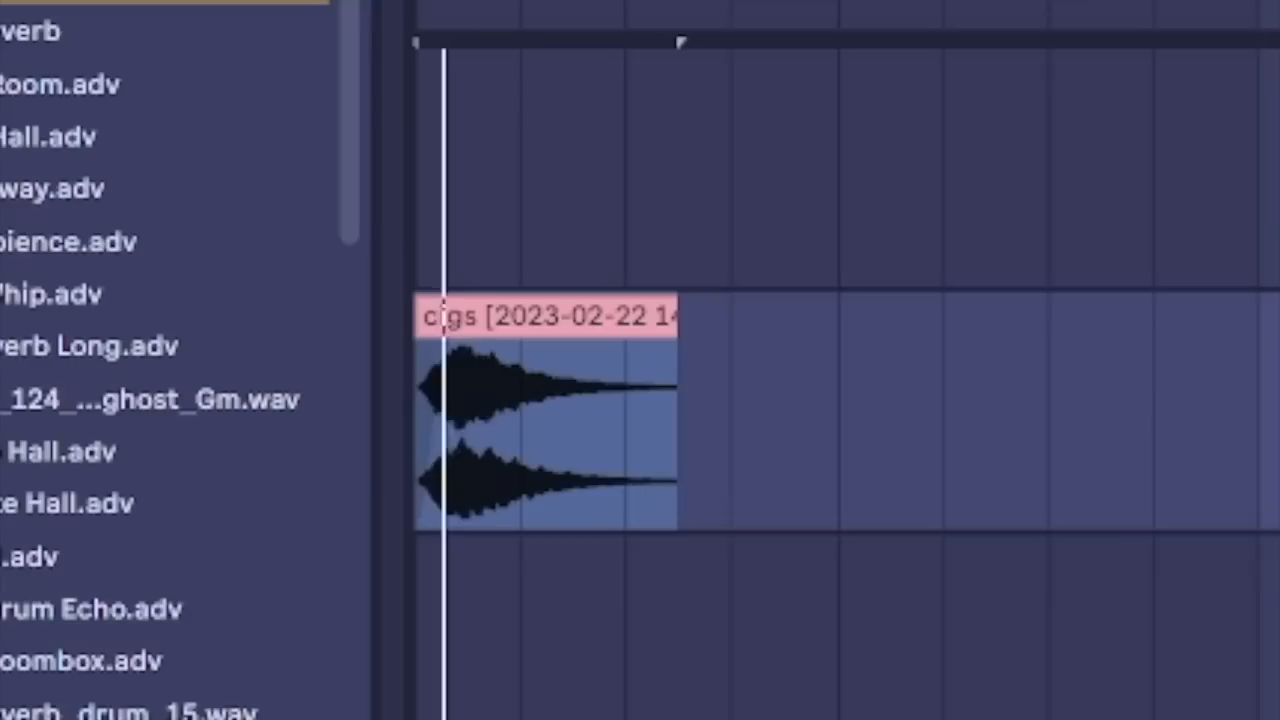 verb
Room.adv
Hall.adv
way.adv
bience.adv
Whip.adv
verb Long.adv
_124_...ghost_Gm.wav
Hall.adv
te Hall.adv
.adv
rum Echo.adv
oombox.adv
verb_drum_15.wav
cigs [2023-02-22 14